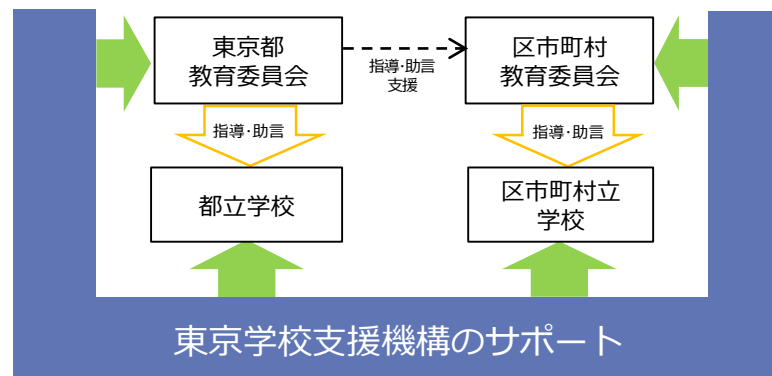 東京都
教育委員会
指導・助言
支援
区市町村
教育委員会
指導・助言
指導・助言
都立学校
区市町村立
学校
東京学校支援機構のサポート